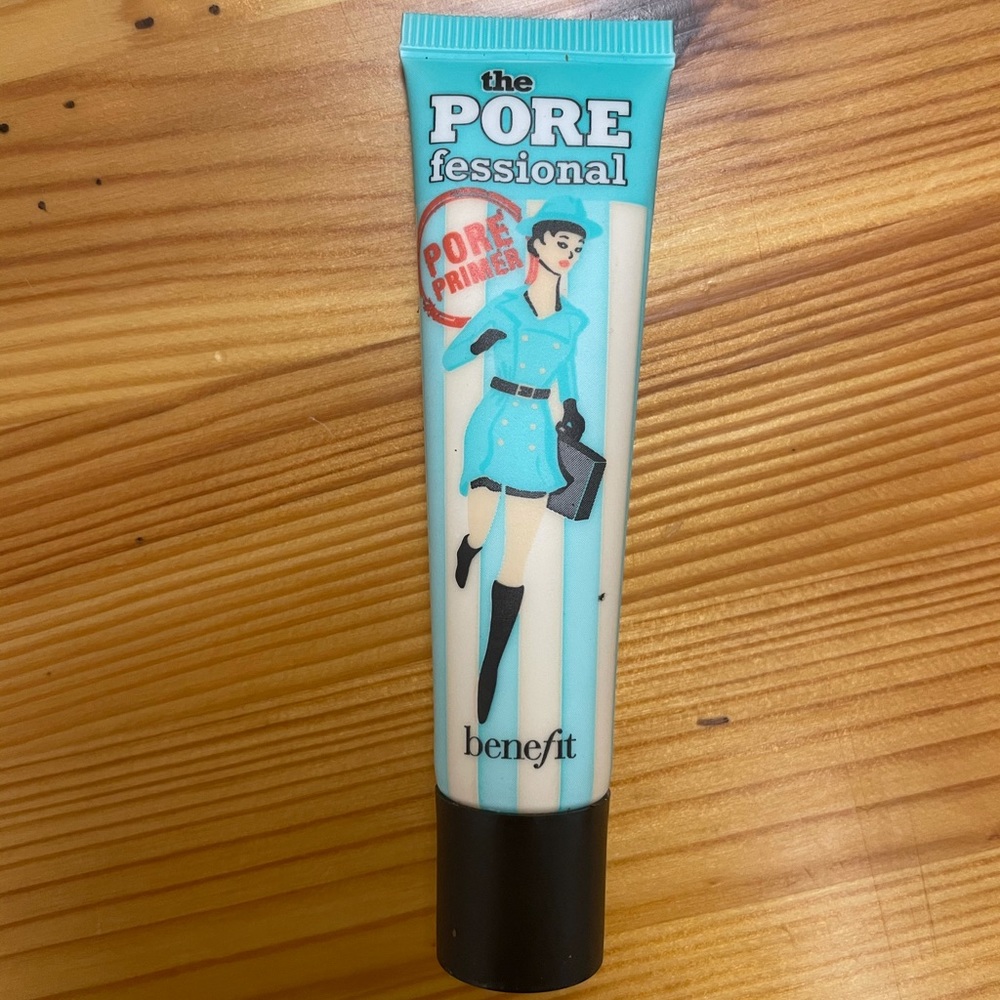 the
PORE
fessional
PORE
PRIMER
benefit